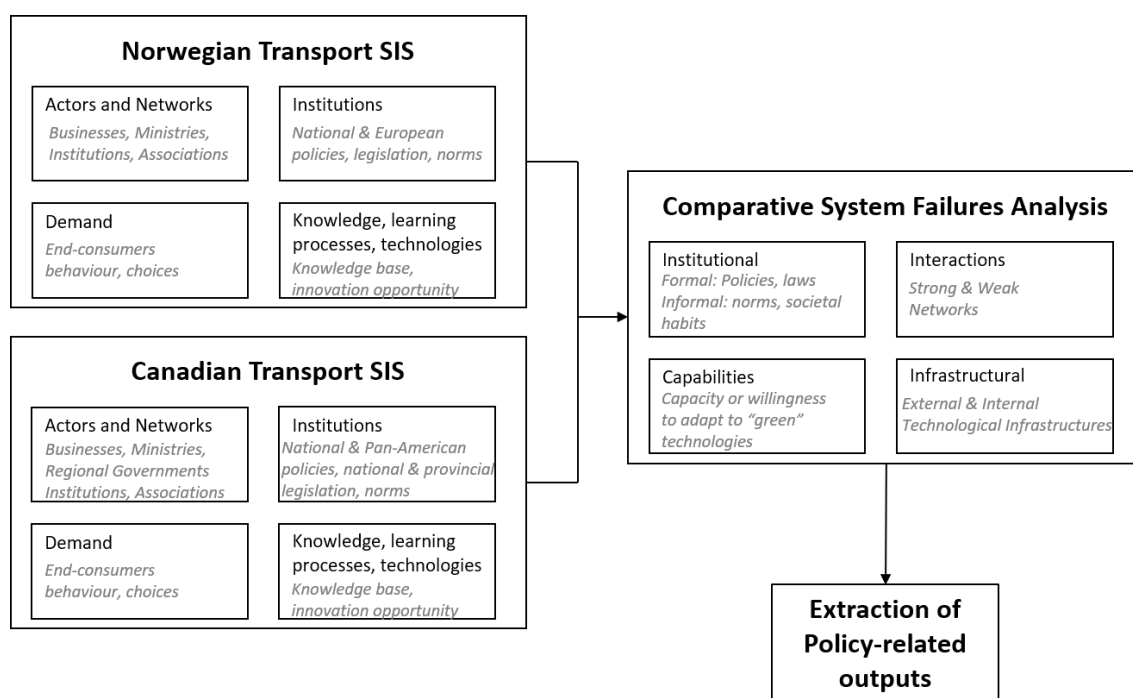 Norwegian Transport SIS
Actors and Networks
Businesses, Ministries,
Institutions, Associations
Institutions
National & European
policies, legislation, norms
Demand
End-consumers
behaviour, choices
Knowledge, learning
processes, technologies
Knowledge base,
innovation opportunity
Canadian Transport SIS
Actors and Networks
Businesses, Ministries,
Regional Governments
Institutions, Associations
Institutions
National & Pan-American
policies, national & provincial
legislation, norms
Demand
End-consumers
behaviour, choices
Knowledge, learning
processes, technologies
Knowledge base,
innovation opportunity
Comparative System Failures Analysis
Institutional
Formal: Policies, laws
Informal: norms, societal
habits
Interactions
Strong & Weak
Networks
Capabilities
Capacity or willingness
to adapt to “green”
technologies
Infrastructural
External & Internal
Technological Infrastructures
Extraction of
Policy-related
outputs